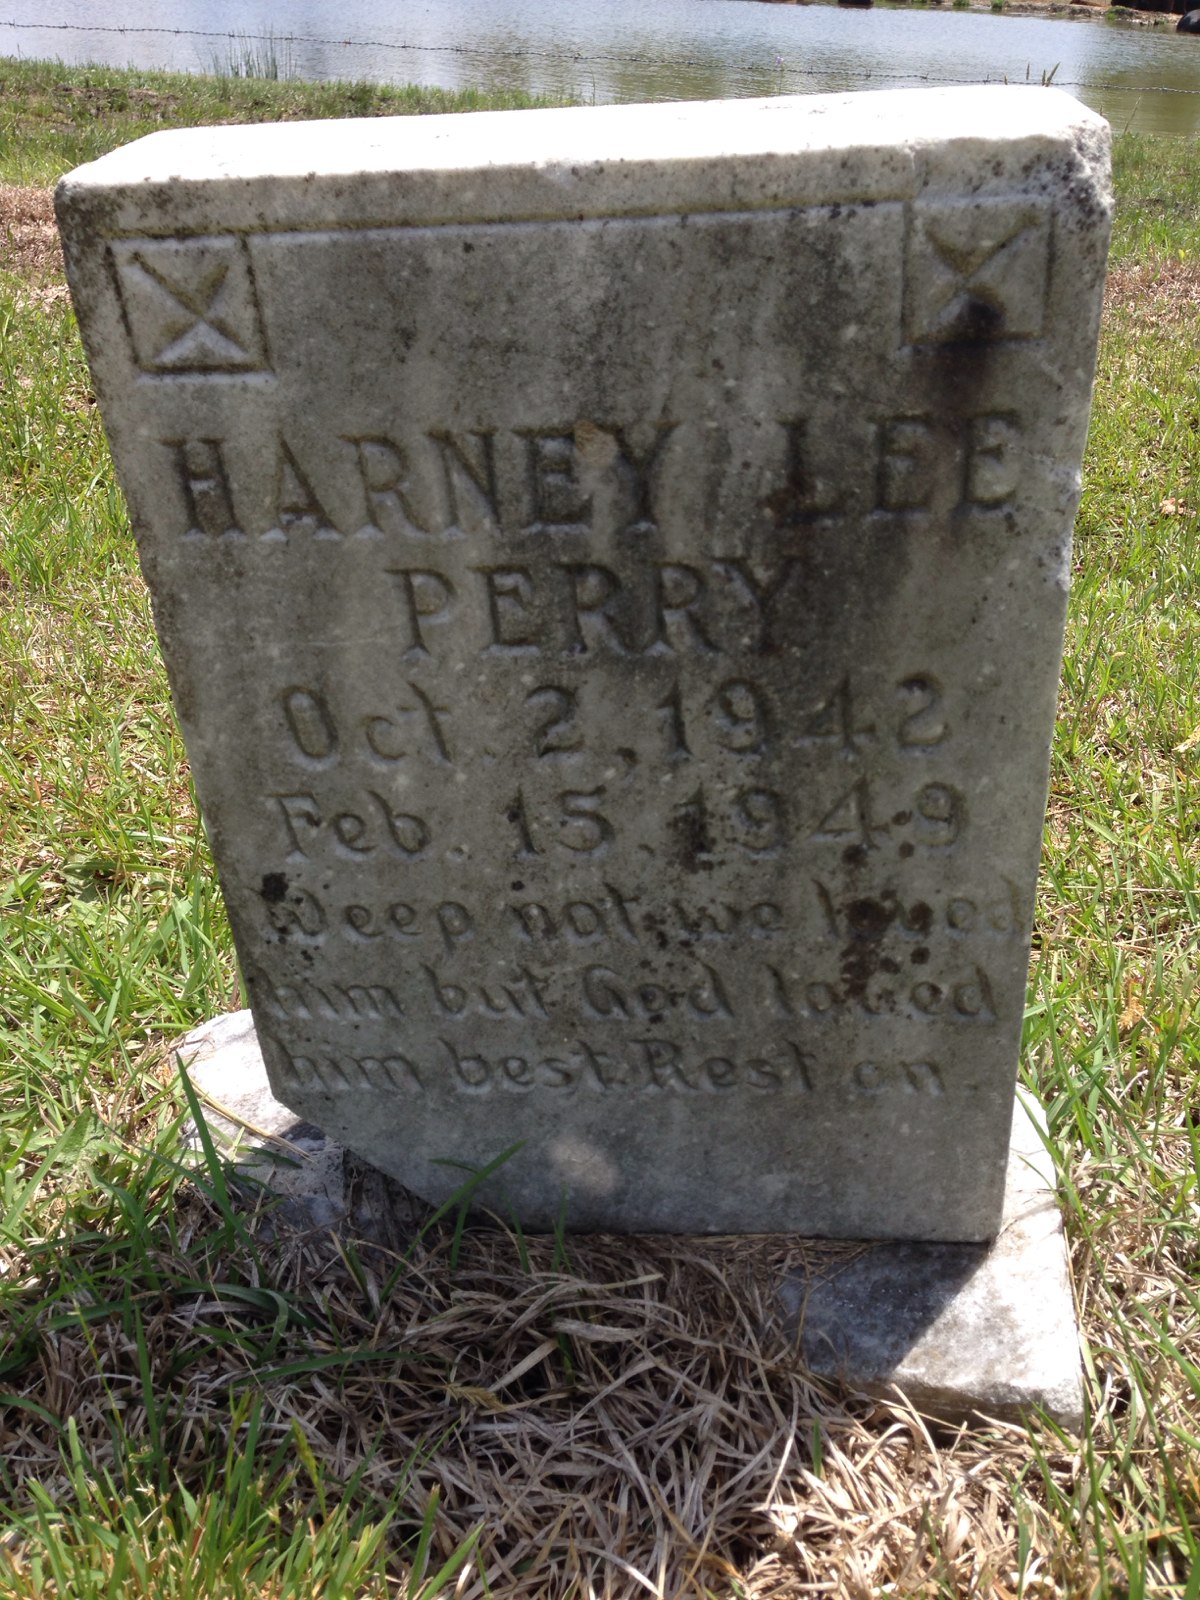 HARNEY LEE
PERRY
Oct. 2, 1942
Feb. 15, 1949
Weep not, we loved
him but God loved
him best. Rest on.